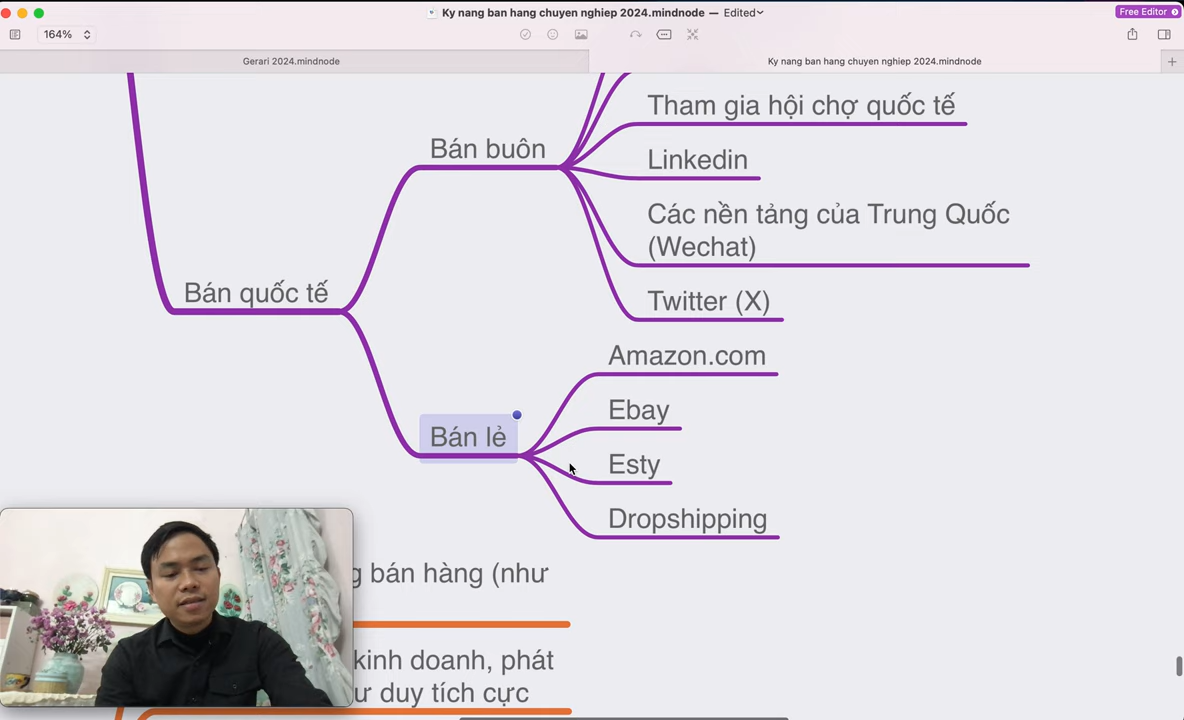 Ky nang ban hang chuyen nghiep 2024.mindnode — Edited
Free Editor
164%
Gerari 2024.mindnode
Ky nang ban hang chuyen nghiep 2024.mindnode
Tham gia hội chợ quốc tế
Bán buôn
Linkedin
Các nền tảng của Trung Quốc
(Wechat)
Bán quốc tế
Twitter (X)
Amazon.com
Ebay
Bán lẻ
Esty
Dropshipping
bán hàng (như
kinh doanh, phát
duy tích cực